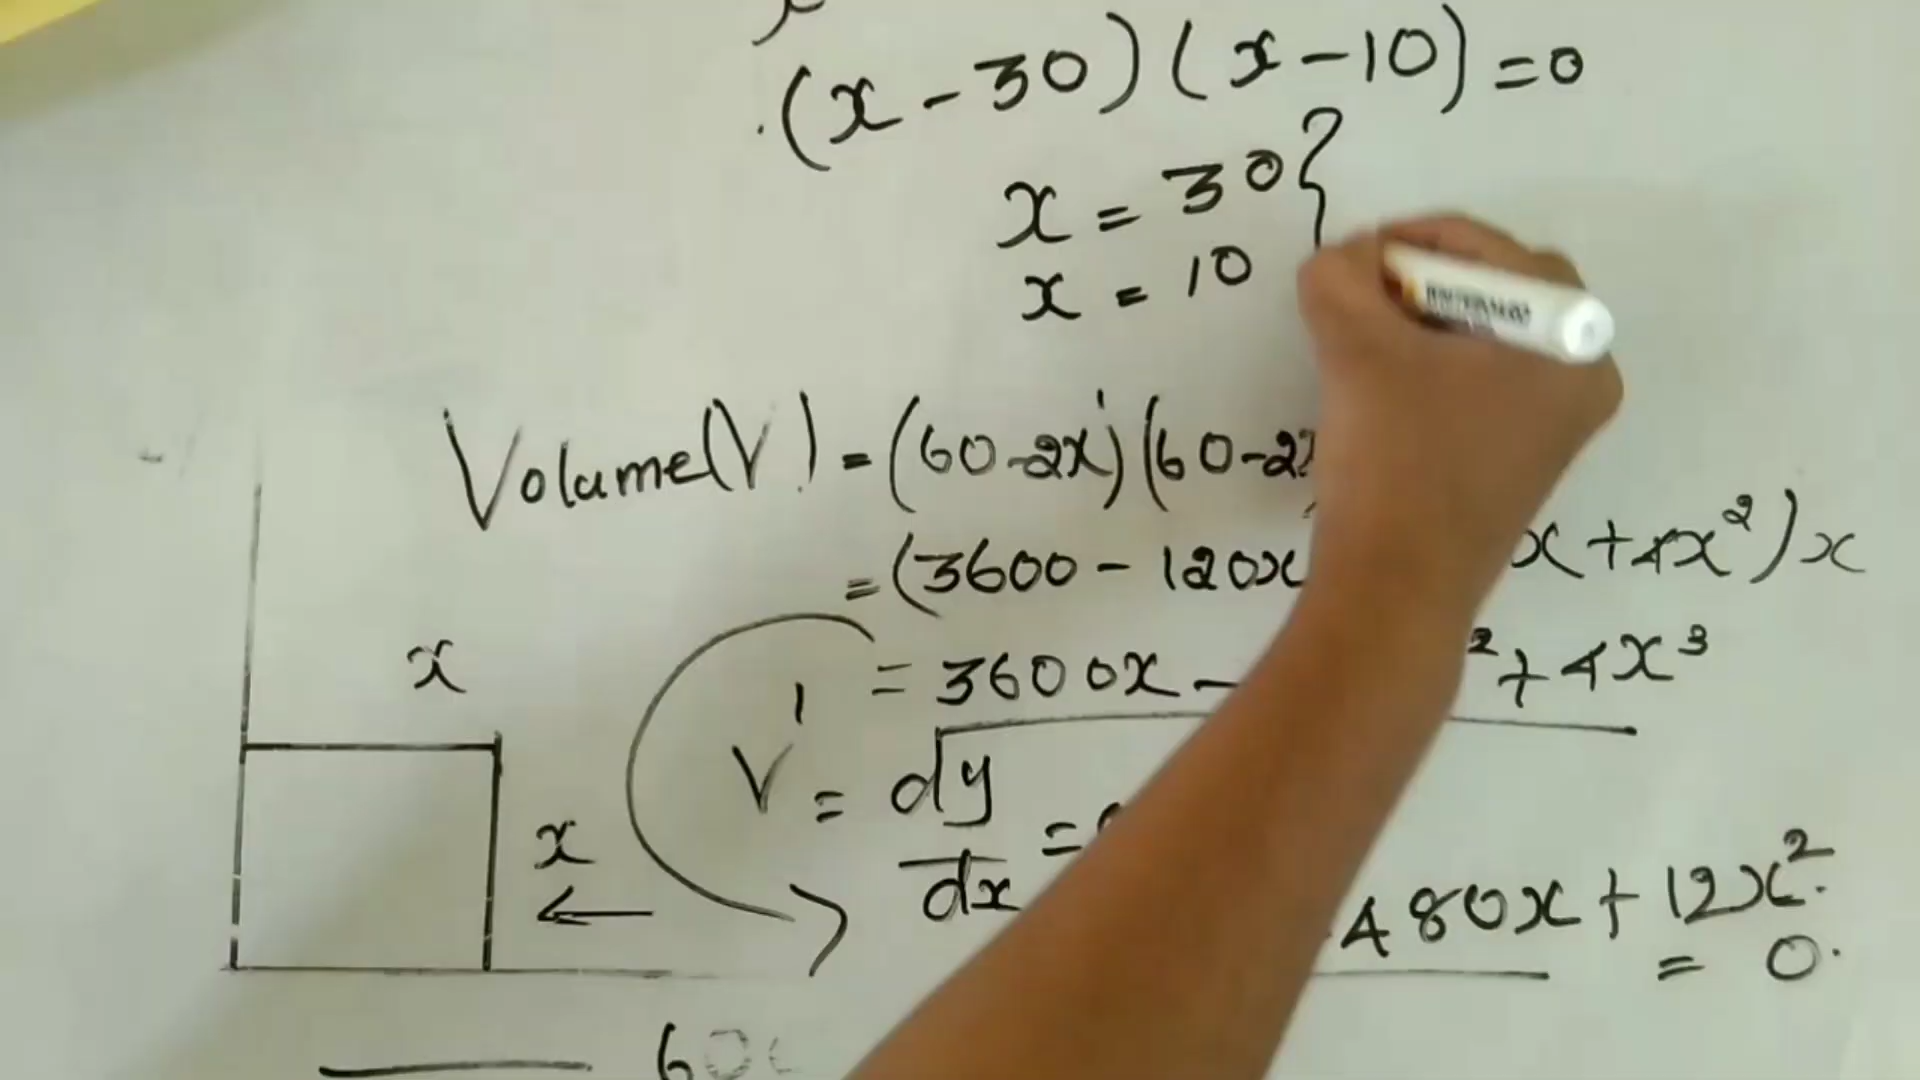 (x - 30) (x - 10) = 0
x = 30 }
x = 10
Volume(V) = (60-2x) (60-2x
= (3600 - 120x x + 4x²) x
= 3600x - ² + 4x³
x
V' = dy/dx = 480x + 12x²
= 0
x
60